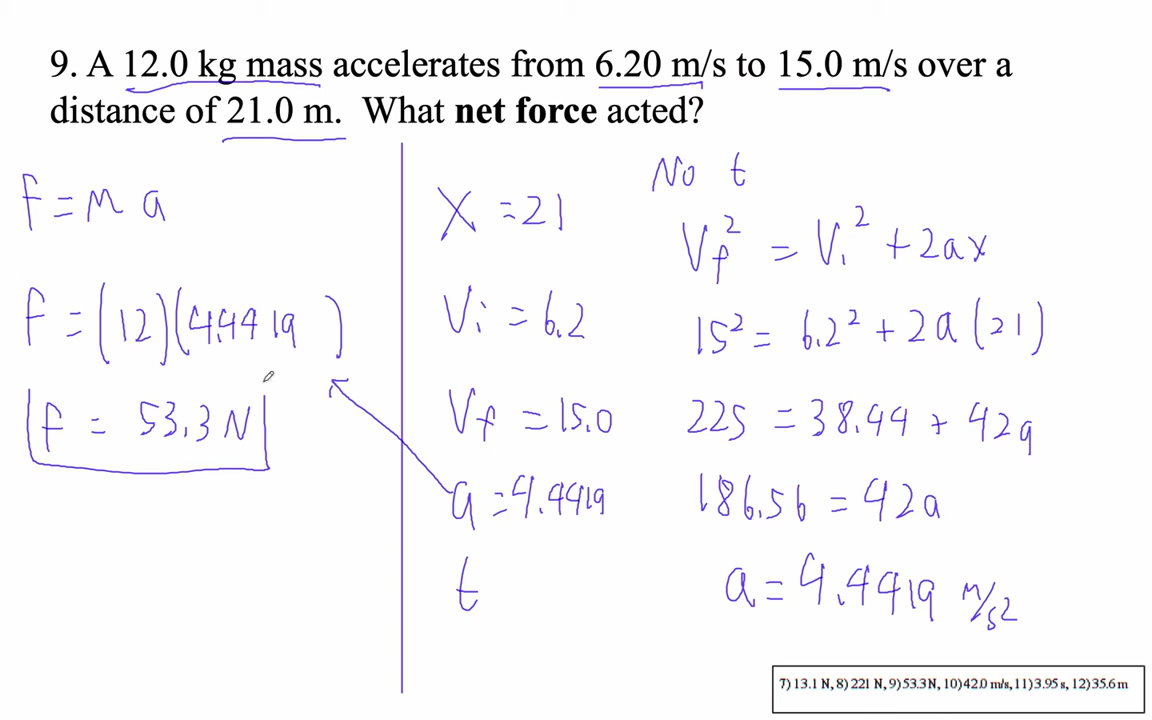 9. A 12.0 kg mass accelerates from 6.20 m/s to 15.0 m/s over a
distance of 21.0 m. What net force acted?
f = m a
f = (12)(4.4419)
f = 53.3 N
X = 21
Vi = 6.2
Vf = 15.0
a = 4.4419
t
No t
Vf² = Vi² + 2ax
15² = 6.2² + 2a(21)
225 = 38.44 + 42a
186.56 = 42a
a = 4.4419 m/s2
7) 13.1 N, 8) 221 N, 9) 53.3 N, 10) 42.0 m/s, 11) 3.95 s, 12) 35.6 m